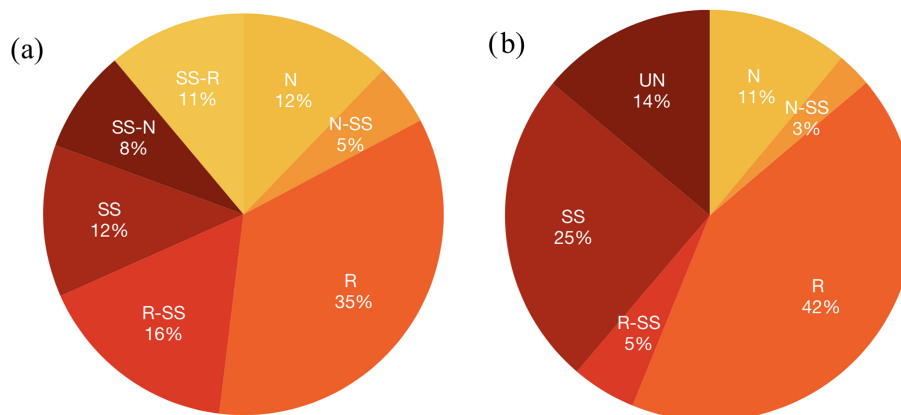 (a)
SS-R
11%
N
12%
N-SS
5%
SS-N
8%
SS
12%
R
35%
R-SS
16%
(b)
UN
14%
N
11%
N-SS
3%
SS
25%
R
42%
R-SS
5%